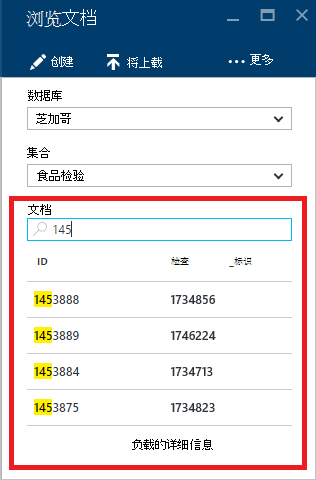 浏览文档
创建 将上载 ••• 更多
数据库
芝加哥
集合
食品检验
文档
145
ID 检查 _标识
1453888 1734856
1453889 1746224
1453884 1734713
1453875 1734823
负载的详细信息